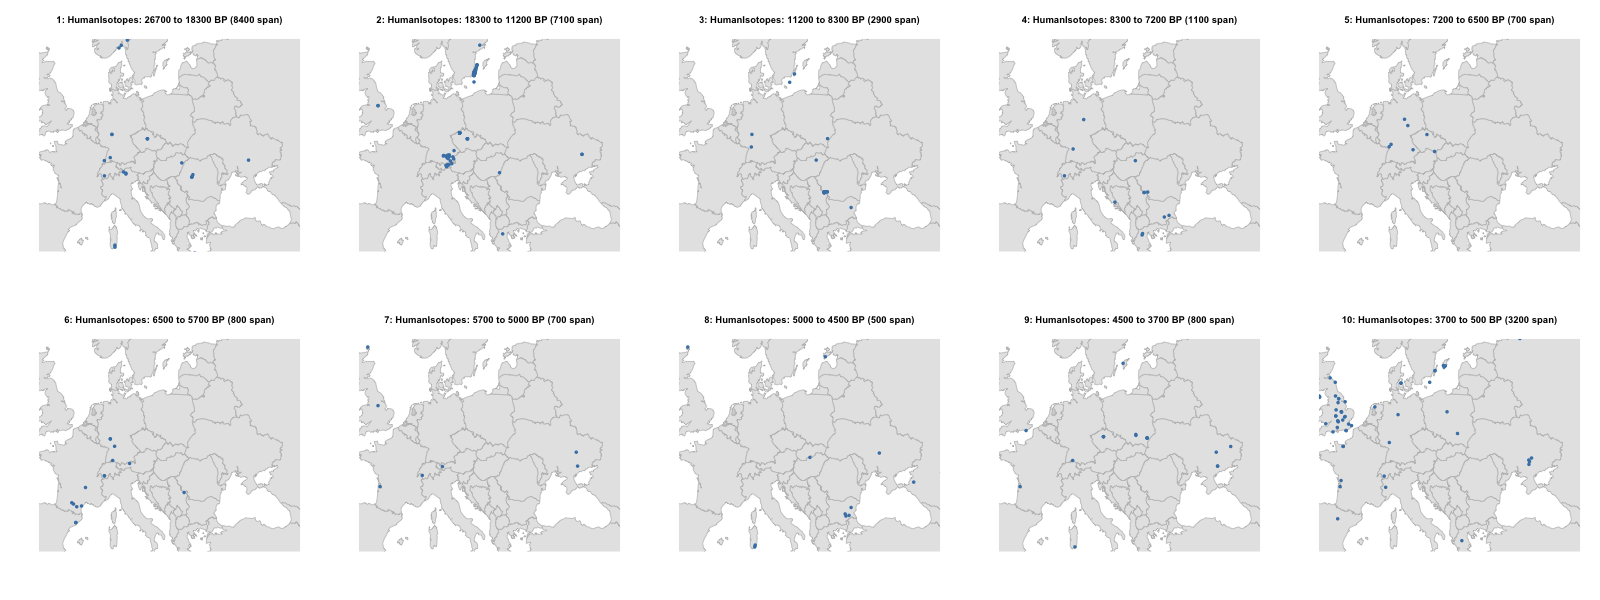 1: HumanIsotopes: 26700 to 18300 BP (8400 span)
2: HumanIsotopes: 18300 to 11200 BP (7100 span)
3: HumanIsotopes: 11200 to 8300 BP (2900 span)
4: HumanIsotopes: 8300 to 7200 BP (1100 span)
5: HumanIsotopes: 7200 to 6500 BP (700 span)
6: HumanIsotopes: 6500 to 5700 BP (800 span)
7: HumanIsotopes: 5700 to 5000 BP (700 span)
8: HumanIsotopes: 5000 to 4500 BP (500 span)
9: HumanIsotopes: 4500 to 3700 BP (800 span)
10: HumanIsotopes: 3700 to 500 BP (3200 span)